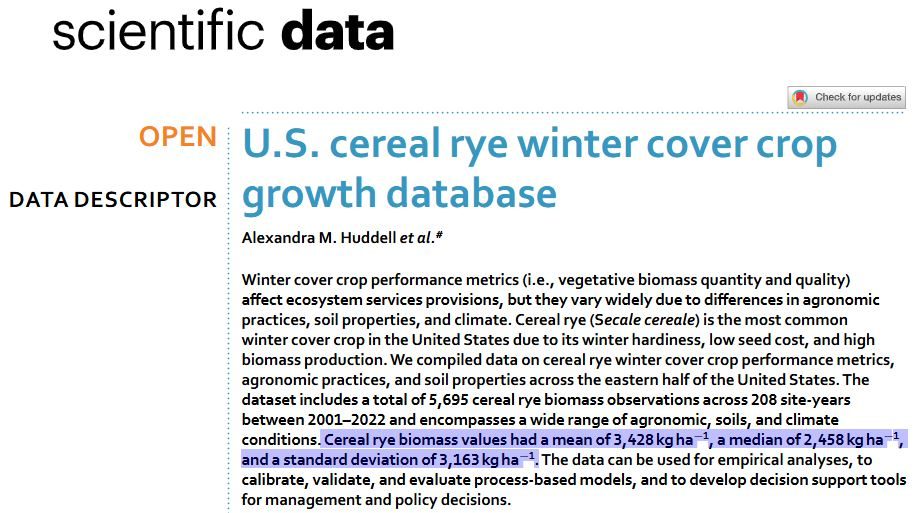 scientific data
Check for updates
OPEN
DATA DESCRIPTOR
U.S. cereal rye winter cover crop
growth database
Alexandra M. Huddell et al.#
Winter cover crop performance metrics (i.e., vegetative biomass quantity and quality)
affect ecosystem services provisions, but they vary widely due to differences in agronomic
practices, soil properties, and climate. Cereal rye (Secale cereale) is the most common
winter cover crop in the United States due to its winter hardiness, low seed cost, and high
biomass production. We compiled data on cereal rye winter cover crop performance metrics,
agronomic practices, and soil properties across the eastern half of the United States. The
dataset includes a total of 5,695 cereal rye biomass observations across 208 site-years
between 2001–2022 and encompasses a wide range of agronomic, soils, and climate
conditions. Cereal rye biomass values had a mean of 3,428 kg ha⁻¹, a median of 2,458 kg ha⁻¹,
and a standard deviation of 3,163 kg ha⁻¹. The data can be used for empirical analyses, to
calibrate, validate, and evaluate process-based models, and to develop decision support tools
for management and policy decisions.